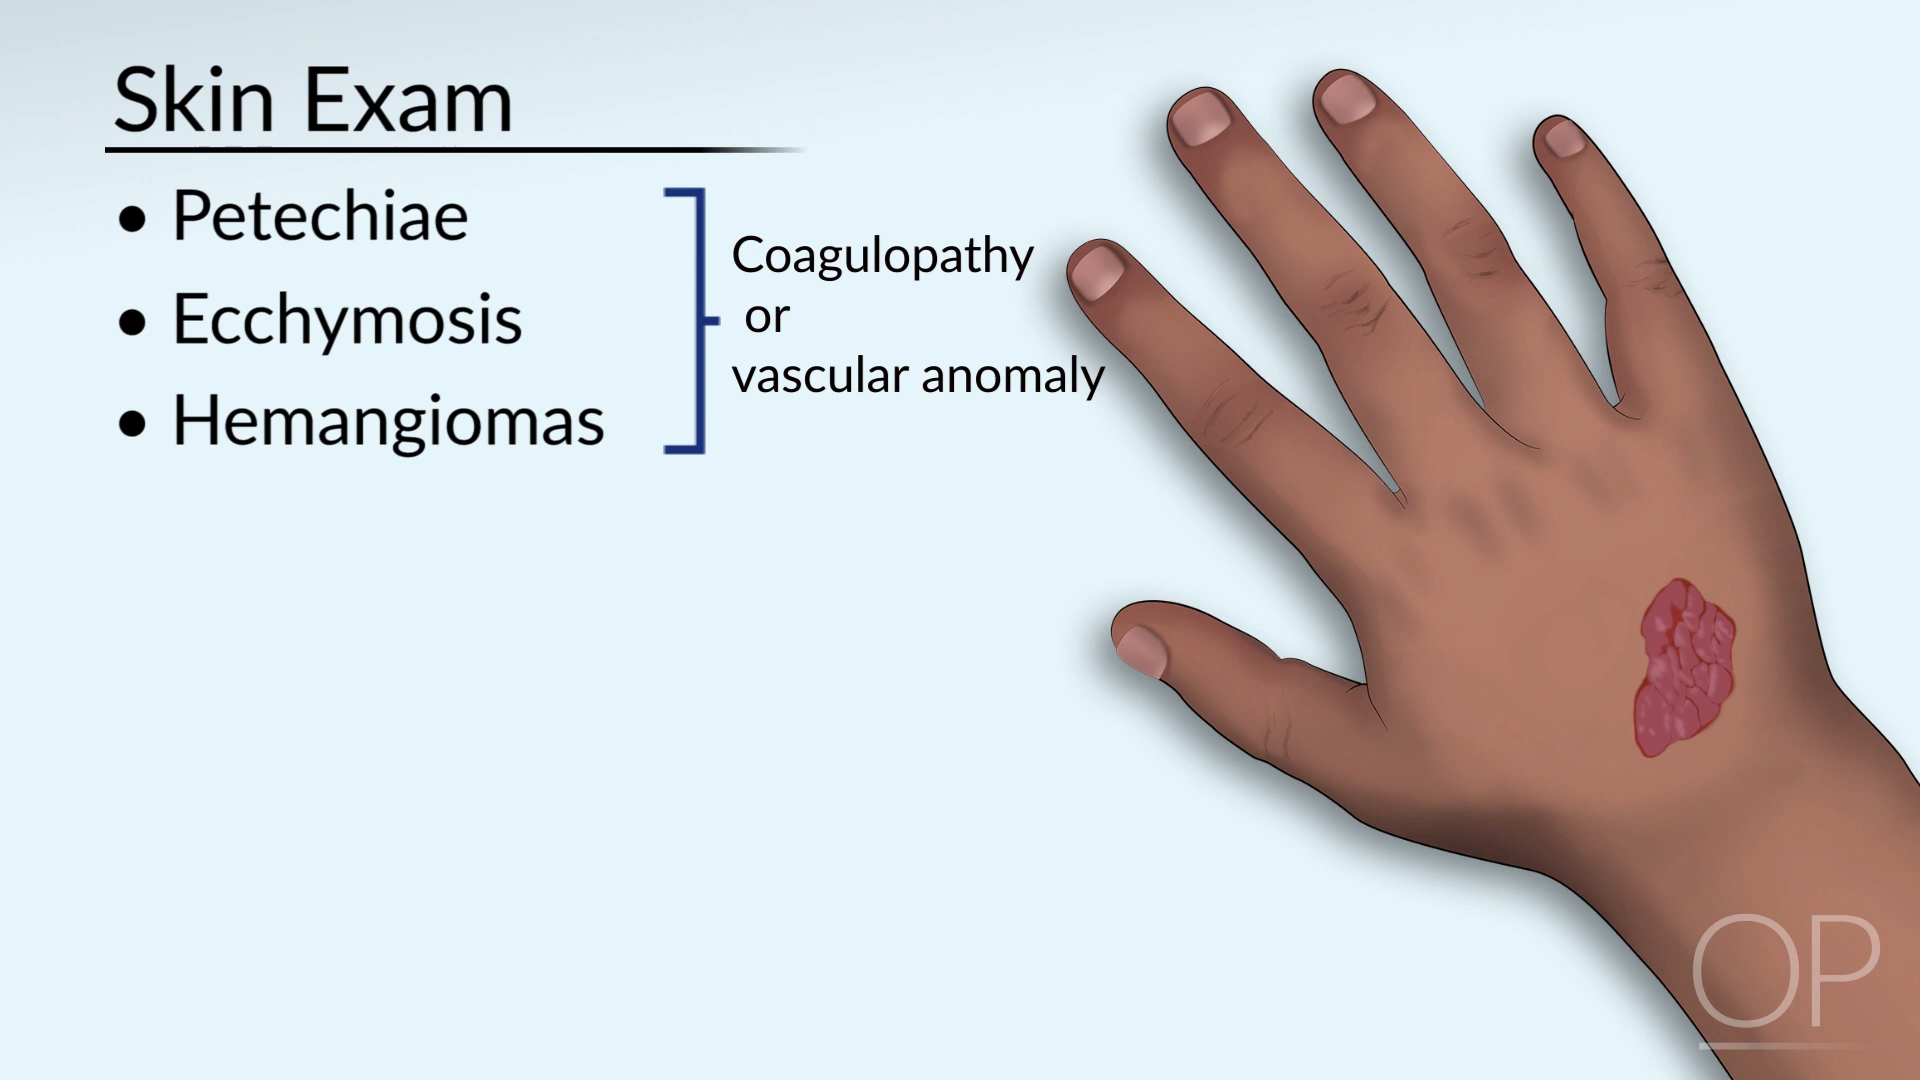 Skin Exam
• Petechiae
• Ecchymosis
• Hemangiomas
Coagulopathy
or
vascular anomaly
OP